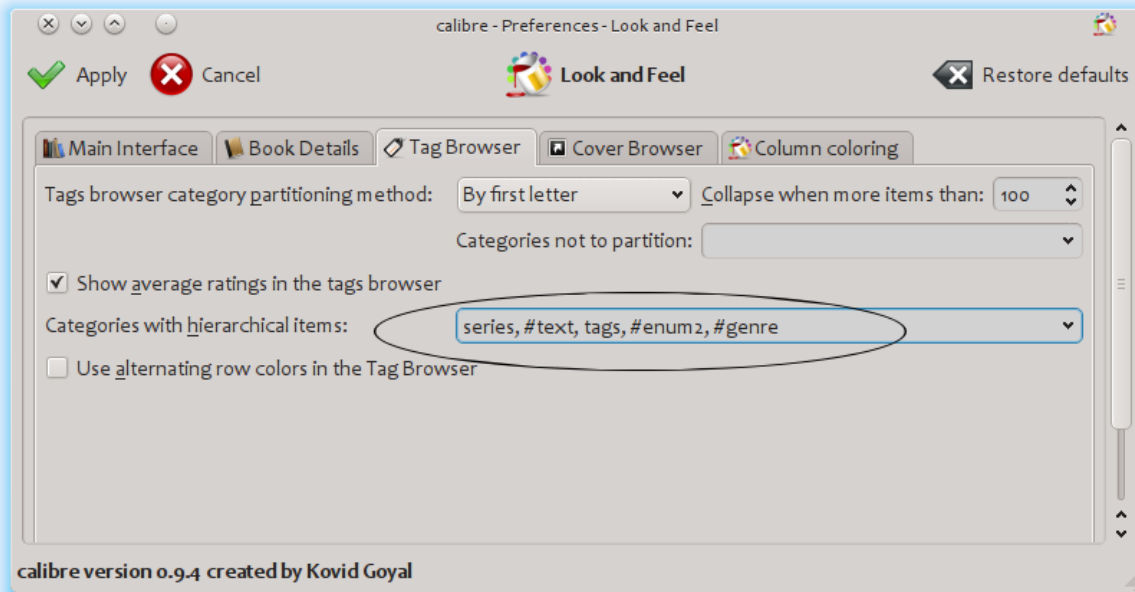 calibre - Preferences - Look and Feel
Apply Cancel Look and Feel Restore defaults
Main Interface Book Details Tag Browser Cover Browser Column coloring
Tags browser category partitioning method: By first letter Collapse when more items than: 100
Categories not to partition:
Show average ratings in the tags browser
Categories with hierarchical items: series, #text, tags, #enum2, #genre
Use alternating row colors in the Tag Browser
calibre version 0.9.4 created by Kovid Goyal